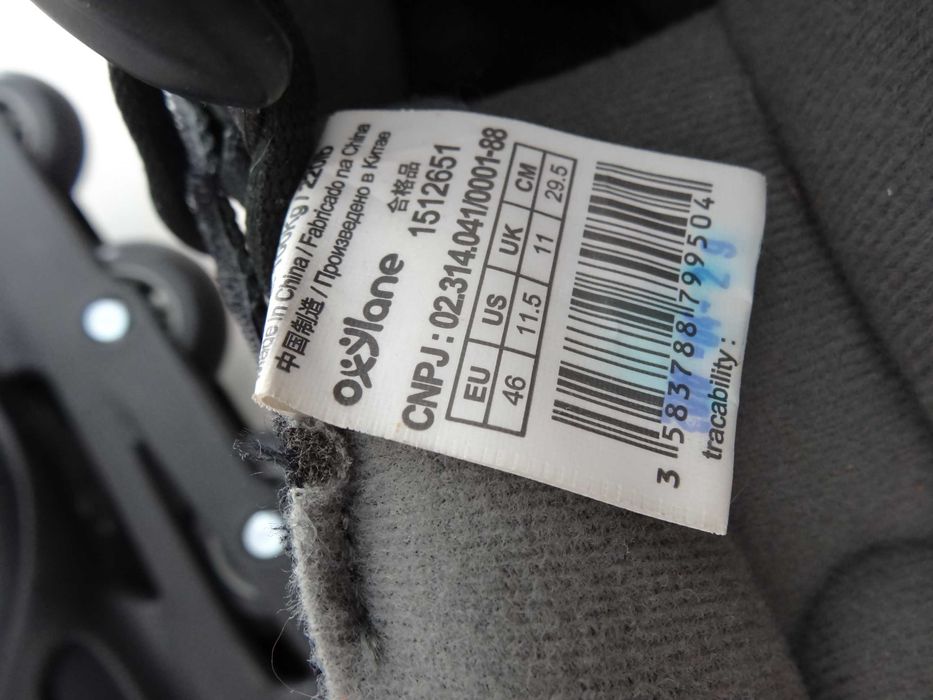 Made in China / Fabricado na China
中国制造 / Произведено в Китае
oxylane
合格品
1512651
CNPJ : 02.314.041/0001-88
EU US UK CM
46 11.5 11 29.5
3 583788 799504
tracability :